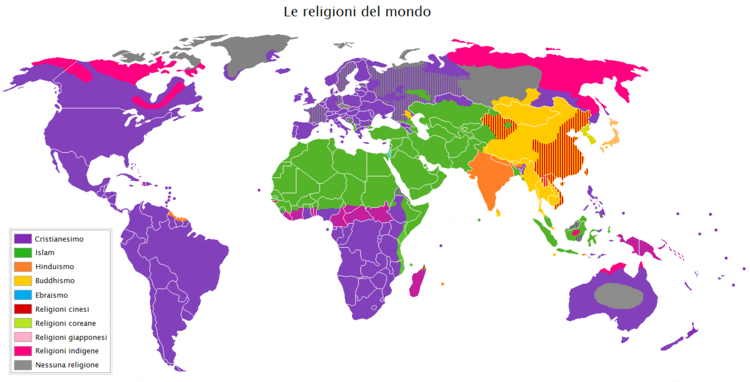 Le religioni del mondo
Cristianesimo
Islam
Hinduismo
Buddhismo
Ebraismo
Religioni cinesi
Religioni coreane
Religioni giapponesi
Religioni indigene
Nessuna religione